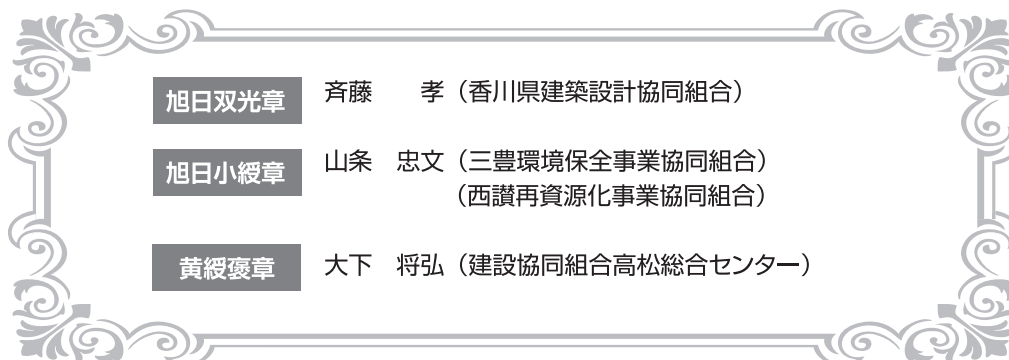 旭日双光章 斉藤　　孝（香川県建築設計協同組合）
旭日小綬章 山条　忠文（三豊環境保全事業協同組合）
（西讃再資源化事業協同組合）
黄綬褒章 大下　将弘（建設協同組合高松総合センター）